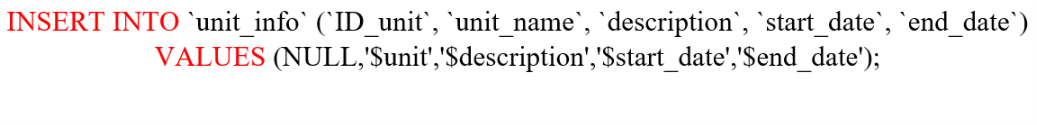 INSERT INTO `unit_info` (`ID_unit`, `unit_name`, `description`, `start_date`, `end_date`)
VALUES (NULL,'$unit','$description','$start_date','$end_date');